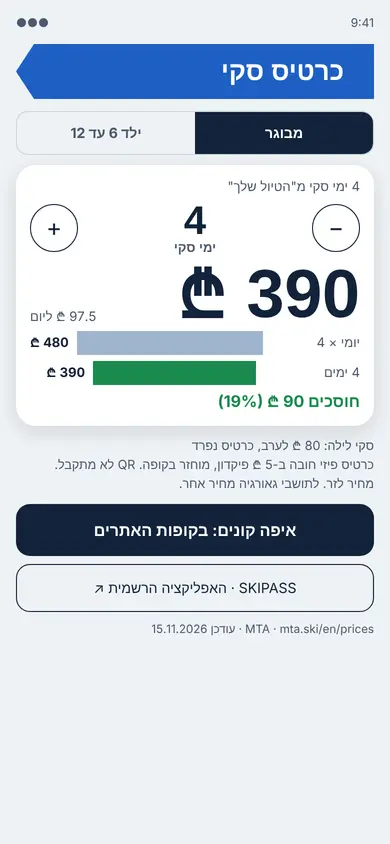 9:41
כרטיס סקי
מבוגר
ילד 6 עד 12
4 ימי סקי מ"הטיול שלך"
−
4
+
ימי סקי
390 ₾
97.5 ₾ ליום
יומי × 4
480 ₾
4 ימים
390 ₾
חוסכים 90 ₾ (19%)
סקי לילה: 80 ₾ לערב, כרטיס נפרד
כרטיס פיזי חובה ב-5 ₾ פיקדון, מוחזר בקופה. QR לא מתקבל.
מחיר לזר. לתושבי גאורגיה מחיר אחר.
איפה קונים: בקופות האתרים
SKIPASS · האפליקציה הרשמית ↗
MTA · mta.ski/en/prices · עודכן 15.11.2026